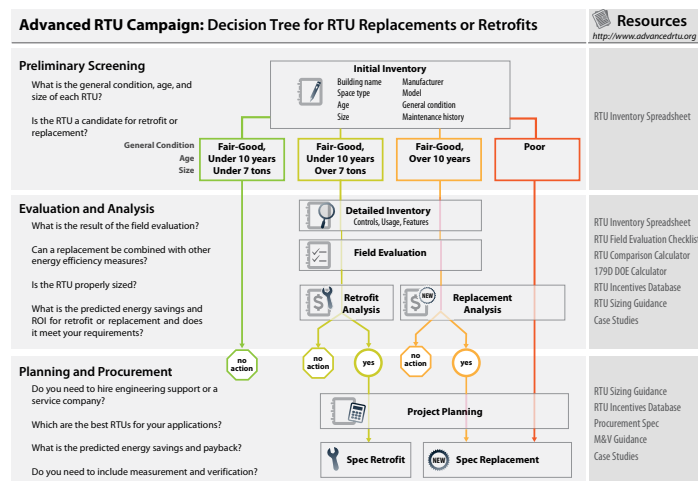 Advanced RTU Campaign: Decision Tree for RTU Replacements or Retrofits
Resources
http://www.advancedrtu.org
Preliminary Screening
What is the general condition, age, and
size of each RTU?
Is the RTU a candidate for retrofit or
replacement?
Initial Inventory
Building name Manufacturer
Space type Model
Age General condition
Size Maintenance history
RTU Inventory Spreadsheet
General Condition
Age
Size
Fair-Good,
Under 10 years
Under 7 tons
Fair-Good,
Under 10 years
Over 7 tons
Fair-Good,
Over 10 years
Poor
Evaluation and Analysis
What is the result of the field evaluation?
Can a replacement be combined with other
energy efficiency measures?
Is the RTU properly sized?
What is the predicted energy savings and
ROI for retrofit or replacement and does
it meet your requirements?
Detailed Inventory
Controls, Usage, Features
Field Evaluation
$
Retrofit
Analysis
$
NEW
Replacement
Analysis
RTU Inventory Spreadsheet
RTU Field Evaluation Checklist
RTU Comparison Calculator
179D DOE Calculator
RTU Incentives Database
RTU Sizing Guidance
Case Studies
no
action
no
action
yes
no
action
yes
Planning and Procurement
Do you need to hire engineering support or a
service company?
Which are the best RTUs for your applications?
What is the predicted energy savings and payback?
Do you need to include measurement and verification?
Project Planning
Spec Retrofit
NEW
Spec Replacement
RTU Sizing Guidance
RTU Incentives Database
Procurement Spec
M&V Guidance
Case Studies